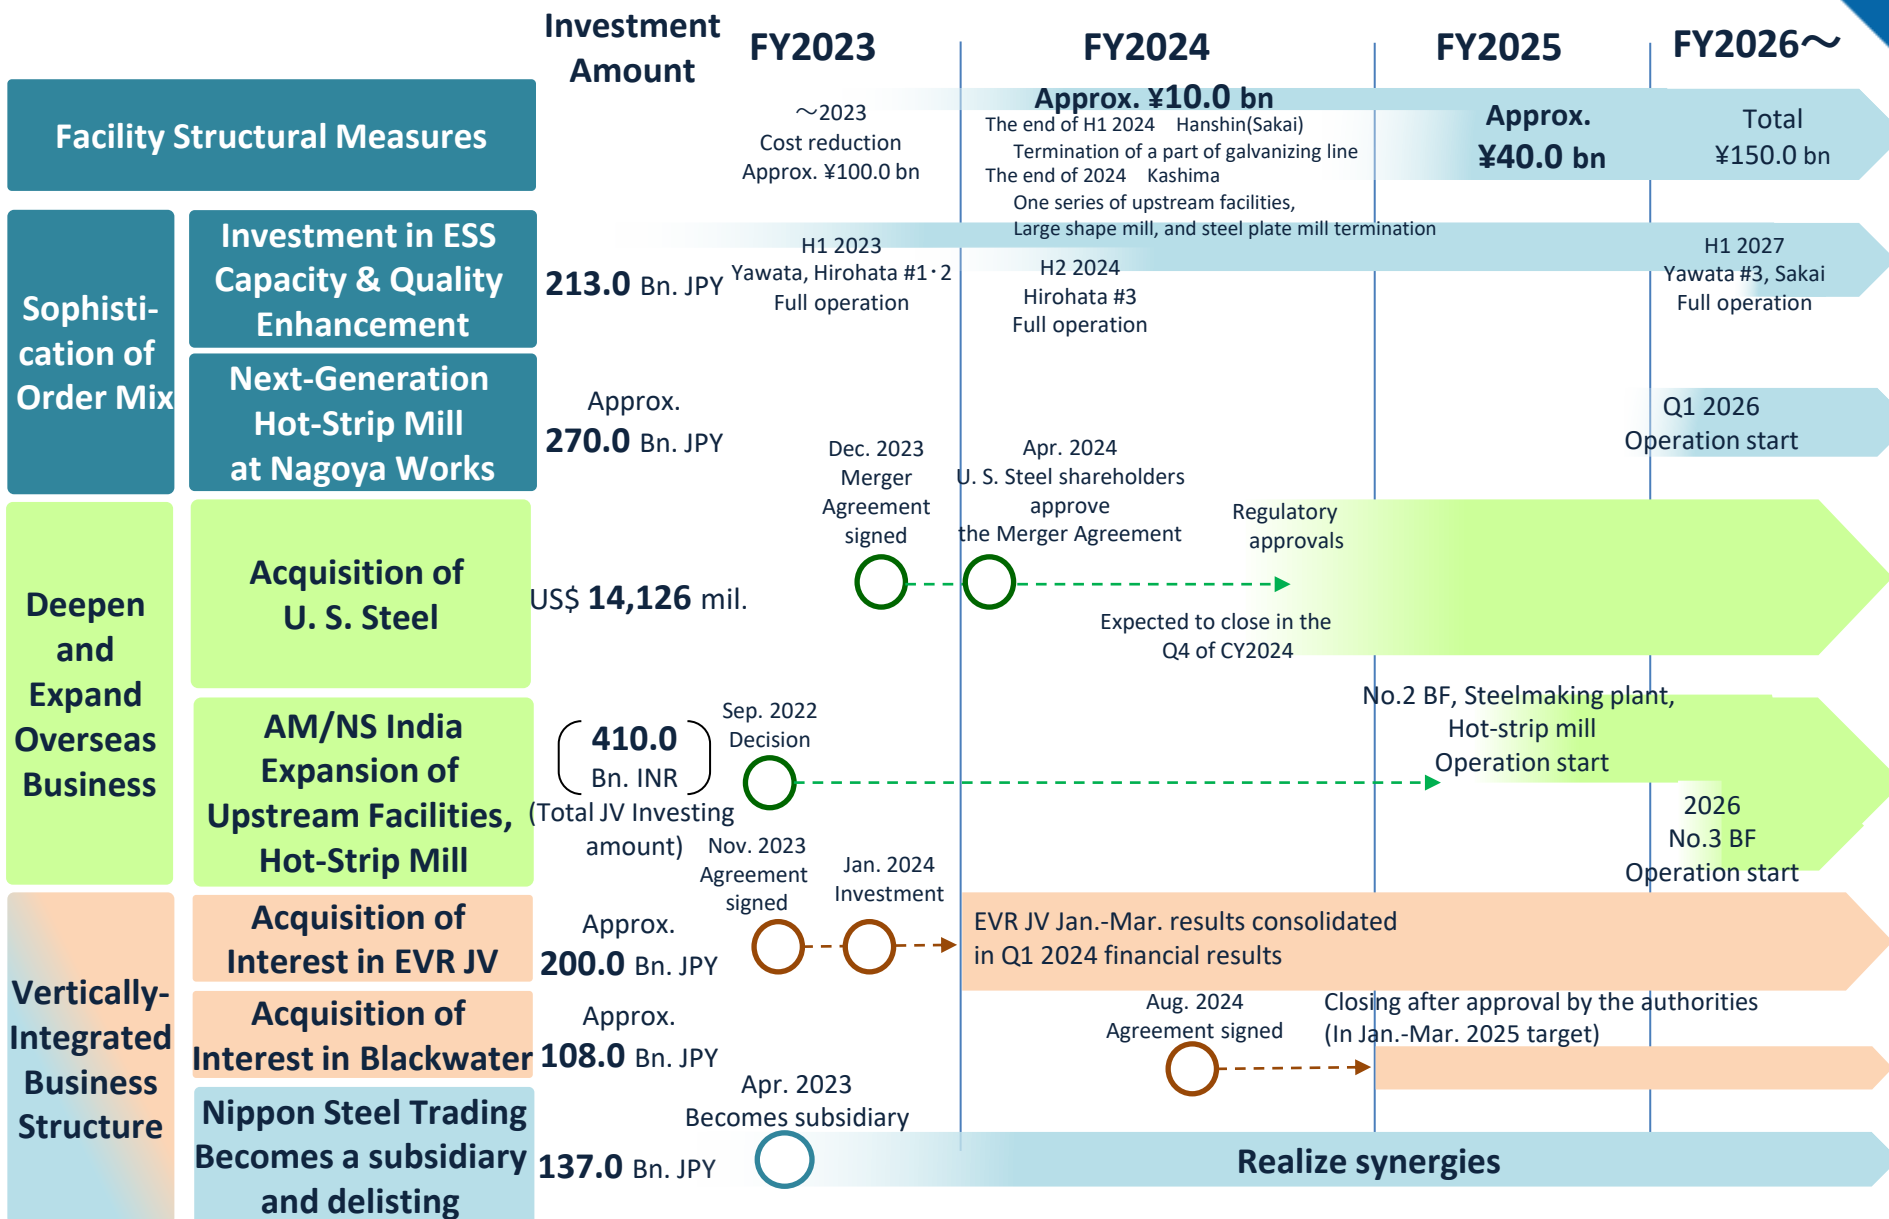 Investment
Amount
FY2023
FY2024
FY2025
FY2026～
Facility Structural Measures
～2023
Cost reduction
Approx. ¥100.0 bn
Approx. ¥10.0 bn
The end of H1 2024 Hanshin(Sakai)
Termination of a part of galvanizing line
The end of 2024 Kashima
One series of upstream facilities,
Large shape mill, and steel plate mill termination
Approx.
¥40.0 bn
Total
¥150.0 bn
Sophisti-
cation of
Order Mix
Investment in ESS
Capacity & Quality
Enhancement
213.0 Bn. JPY
H1 2023
Yawata, Hirohata #1・2
Full operation
H2 2024
Hirohata #3
Full operation
H1 2027
Yawata #3, Sakai
Full operation
Next-Generation
Hot-Strip Mill
at Nagoya Works
Approx.
270.0 Bn. JPY
Q1 2026
Operation start
Deepen
and
Expand
Overseas
Business
Acquisition of
U. S. Steel
US$ 14,126 mil.
Dec. 2023
Merger
Agreement
signed
Apr. 2024
U. S. Steel shareholders
approve
the Merger Agreement
Regulatory
approvals
Expected to close in the
Q4 of CY2024
AM/NS India
Expansion of
Upstream Facilities,
Hot-Strip Mill
410.0
Bn. INR
(Total JV Investing
amount)
Sep. 2022
Decision
No.2 BF, Steelmaking plant,
Hot-strip mill
Operation start
2026
No.3 BF
Operation start
Vertically-
Integrated
Business
Structure
Acquisition of
Interest in EVR JV
Approx.
200.0 Bn. JPY
Nov. 2023
Agreement
signed
Jan. 2024
Investment
EVR JV Jan.-Mar. results consolidated
in Q1 2024 financial results
Acquisition of
Interest in Blackwater
Approx.
108.0 Bn. JPY
Aug. 2024
Agreement signed
Closing after approval by the authorities
(In Jan.-Mar. 2025 target)
Nippon Steel Trading
Becomes a subsidiary
and delisting
137.0 Bn. JPY
Apr. 2023
Becomes subsidiary
Realize synergies